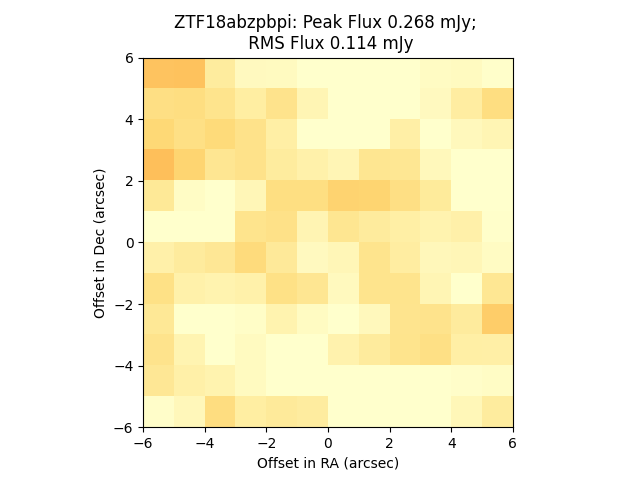 ZTF18abzpbpi: Peak Flux 0.268 mJy;
RMS Flux 0.114 mJy
6
4
2
0
−2
−4
−6
Offset in Dec (arcsec)
−6 −4 −2 0 2 4 6
Offset in RA (arcsec)